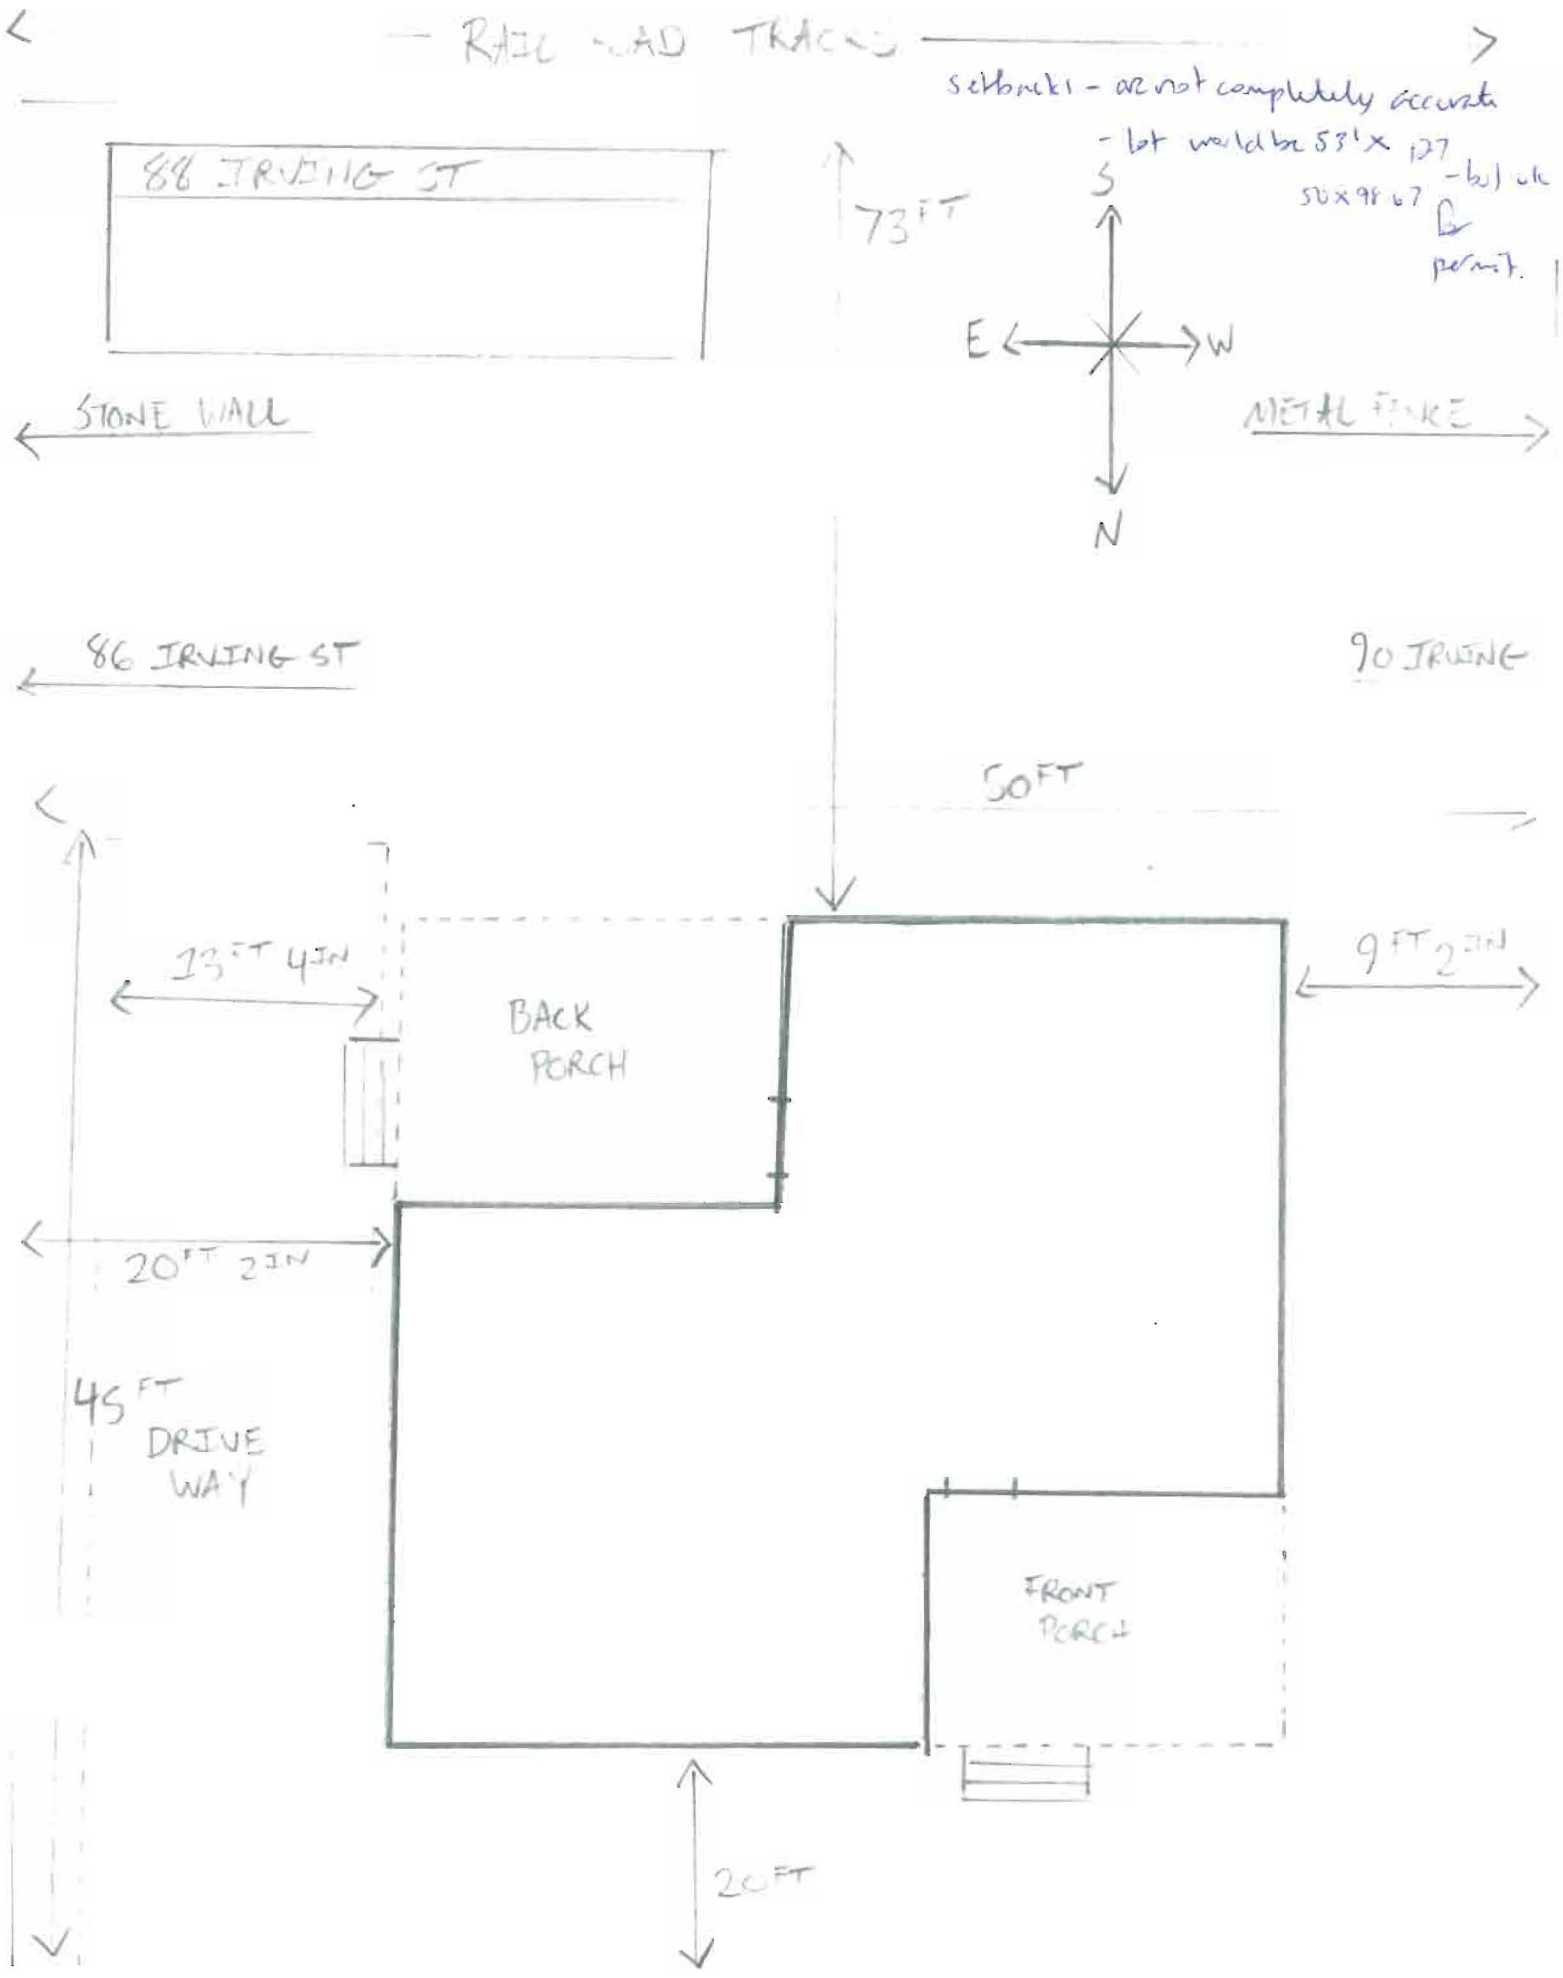 RAIL ROAD TRACKS
setbacks - are not completely accurate
- lot would be 53' x 127
- but ok
50 x 98.67
for
permit.
88 IRVING ST
73 FT
S
E W
N
STONE WALL
METAL FENCE
86 IRVING ST
90 IRVING
50 FT
13 FT 4 IN
9 FT 2 IN
BACK
PORCH
20 FT 2 IN
45 FT
DRIVE
WAY
FRONT
PORCH
20 FT